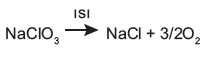 ISI
NaClO₃ ⟶ NaCl + 3/2O₂